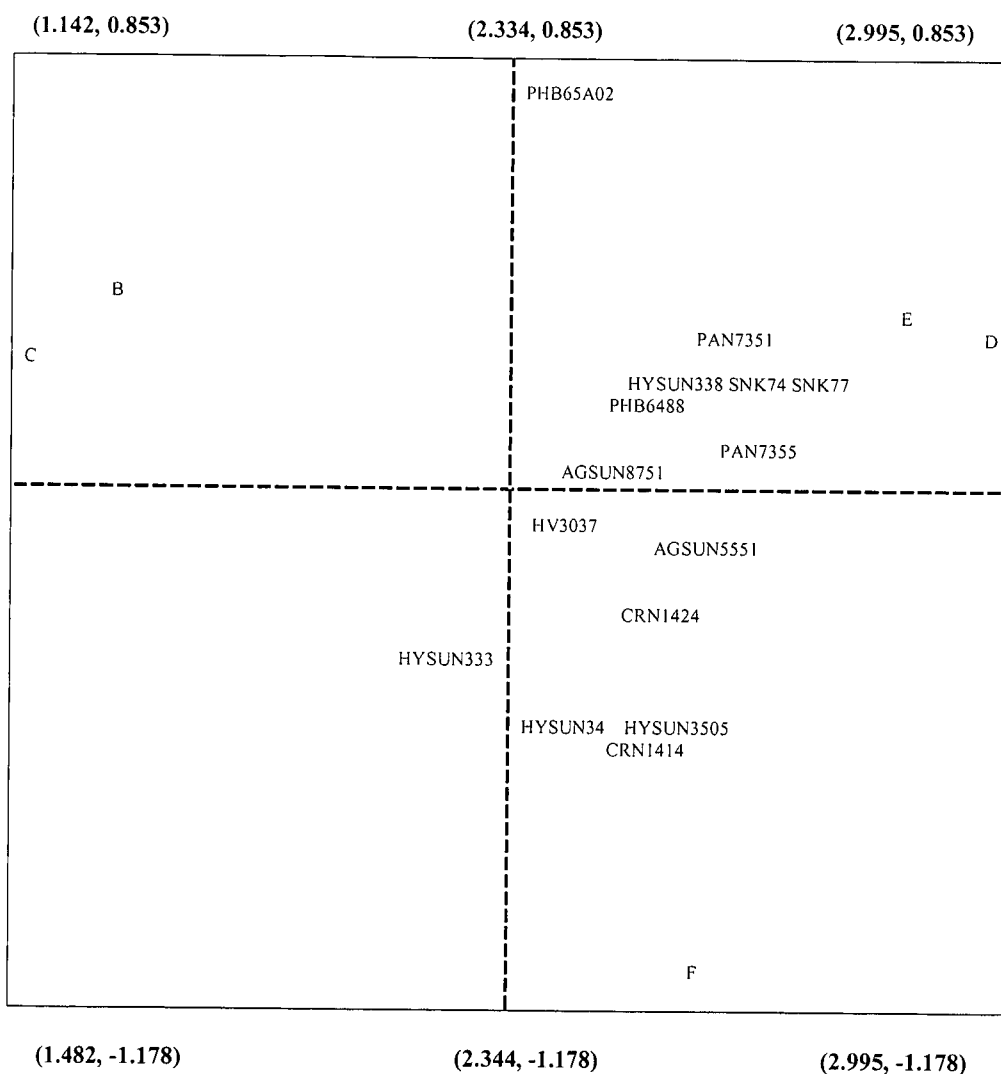 (1.142, 0.853) (2.334, 0.853) (2.995, 0.853)
PHB65A02
B
E
PAN7351 D
C
HYSUN338 SNK74 SNK77
PHB6488
PAN7355
AGSUN8751
HV3037
AGSUN5551
CRN1424
HYSUN333
HYSUN34 HYSUN3505
CRN1414
F
(1.482, -1.178) (2.344, -1.178) (2.995, -1.178)